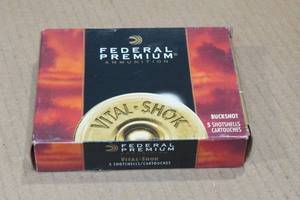 FEDERAL
PREMIUM®
AMMUNITION
VITAL·SHOK
BUCKSHOT
5 SHOTSHELLS
CARTOUCHES
FEDERAL
PREMIUM
VITAL-SHOK
5 SHOTSHELLS/CARTOUCHES